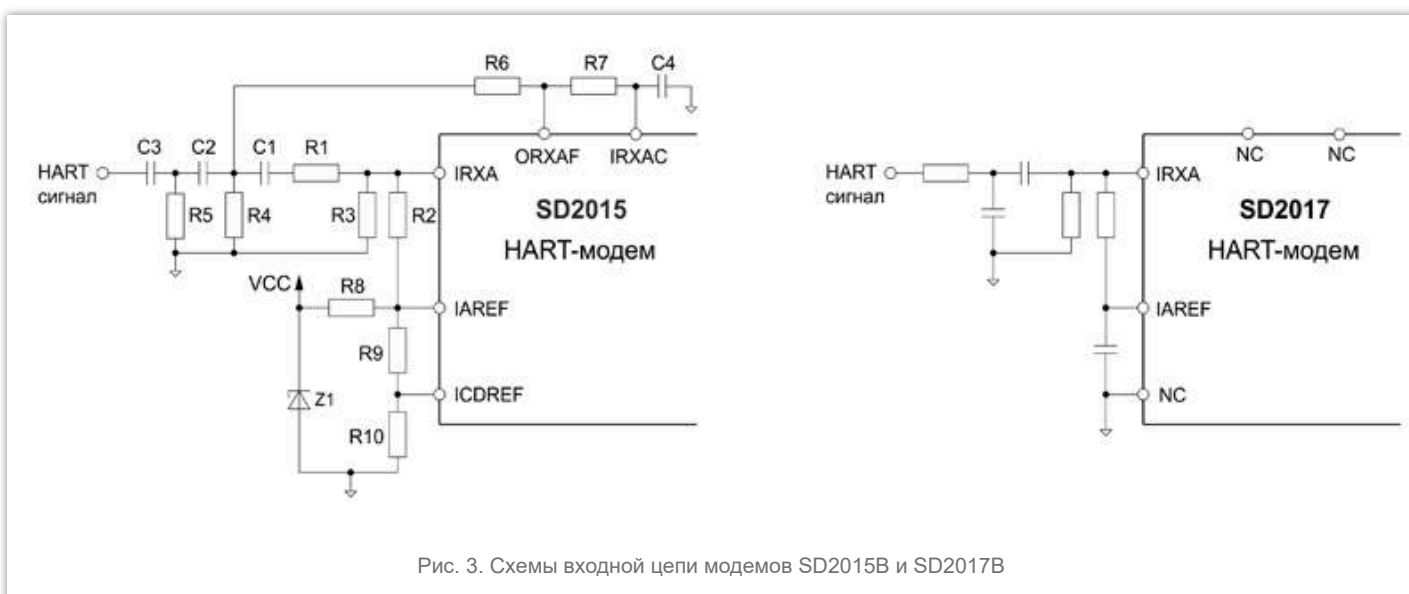 R6
R7
C4
ORXAF
IRXAC
NC
NC
C3
C2
C1
R1
HART
сигнал
IRXA
R5
R4
R3
R2
SD2015
HART-модем
VCC
R8
IAREF
R9
Z1
ICDREF
R10
HART
сигнал
IRXA
SD2017
HART-модем
IAREF
NC
Рис. 3. Схемы входной цепи модемов SD2015B и SD2017B